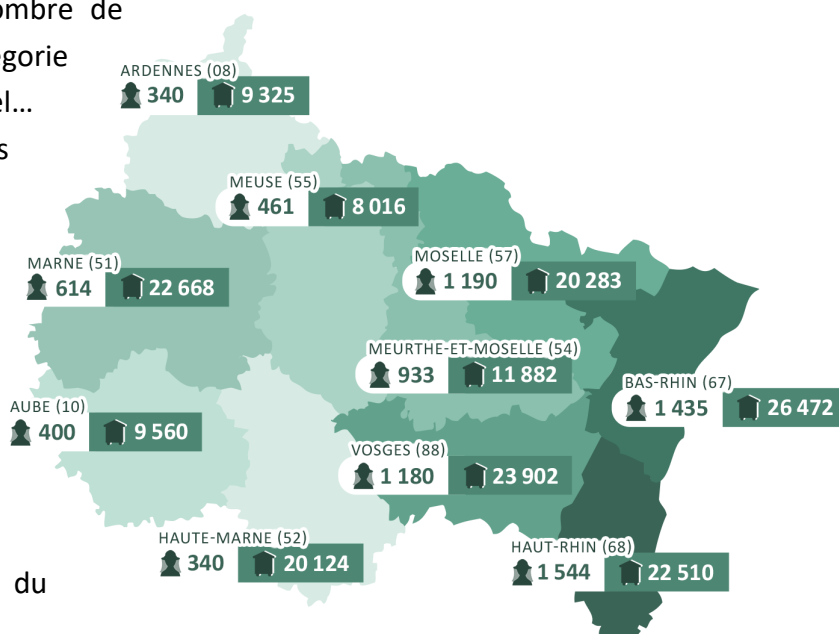 ombre de
égorie
el…
s
ARDENNES (08)
340 9 325
MEUSE (55)
461 8 016
MARNE (51)
614 22 668
MOSELLE (57)
1 190 20 283
MEURTHE-ET-MOSELLE (54)
933 11 882
BAS-RHIN (67)
1 435 26 472
AUBE (10)
400 9 560
VOSGES (88)
1 180 23 902
HAUTE-MARNE (52)
340 20 124
HAUT-RHIN (68)
1 544 22 510
du